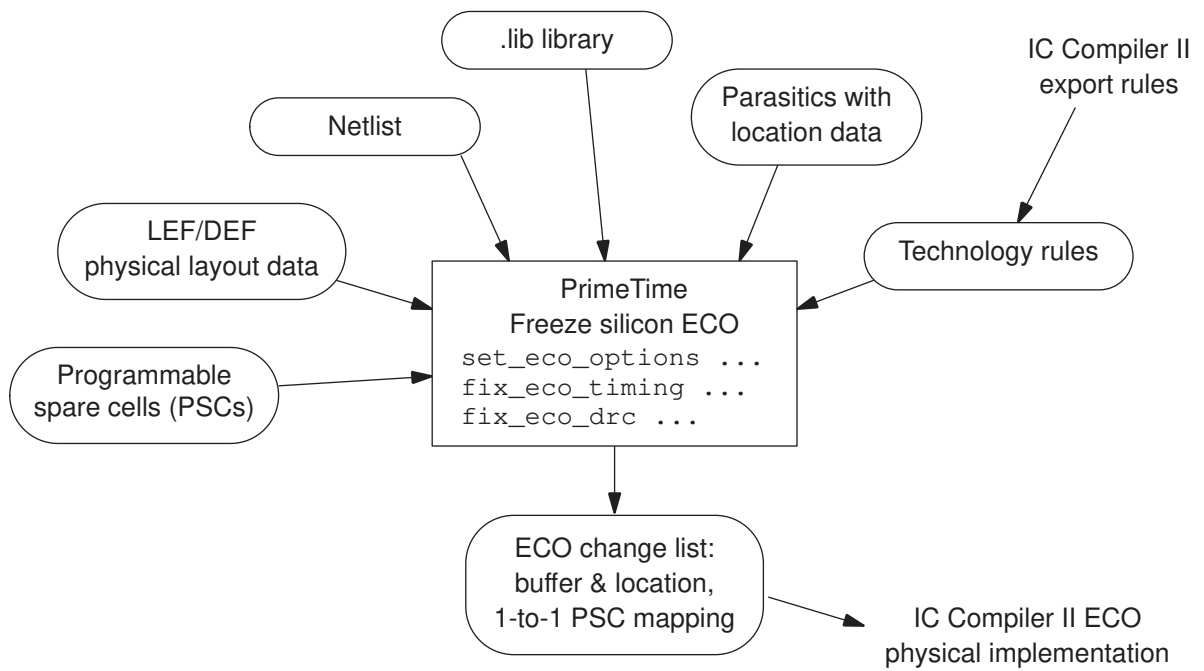 .lib library
IC Compiler II
export rules
Parasitics with
location data
Netlist
LEF/DEF
physical layout data
Technology rules
PrimeTime
Freeze silicon ECO
set_eco_options ...
fix_eco_timing ...
fix_eco_drc ...
Programmable
spare cells (PSCs)
ECO change list:
buffer & location,
1-to-1 PSC mapping
IC Compiler II ECO
physical implementation